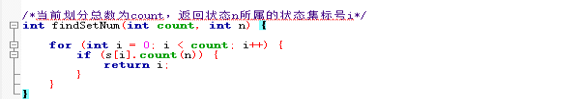 /*当前划分总数为count，返回状态n所属的状态集标号i*/
int findSetNum(int count, int n) {
for (int i = 0; i < count; i++) {
if (s[i].count(n)) {
return i;
}
}
}